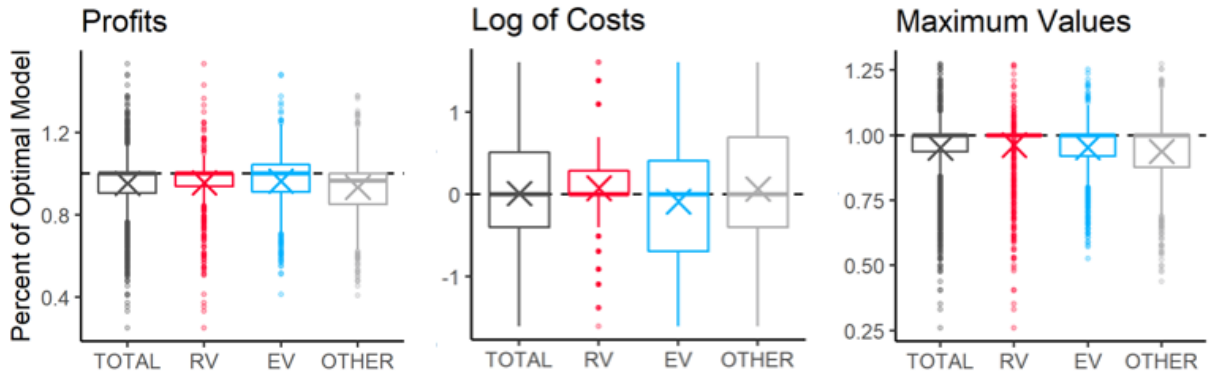 Profits
Log of Costs
Maximum Values
Percent of Optimal Model
1.2
0.8
0.4
1
0
-1
1.25
1.00
0.75
0.50
0.25
TOTAL RV EV OTHER
TOTAL RV EV OTHER
TOTAL RV EV OTHER